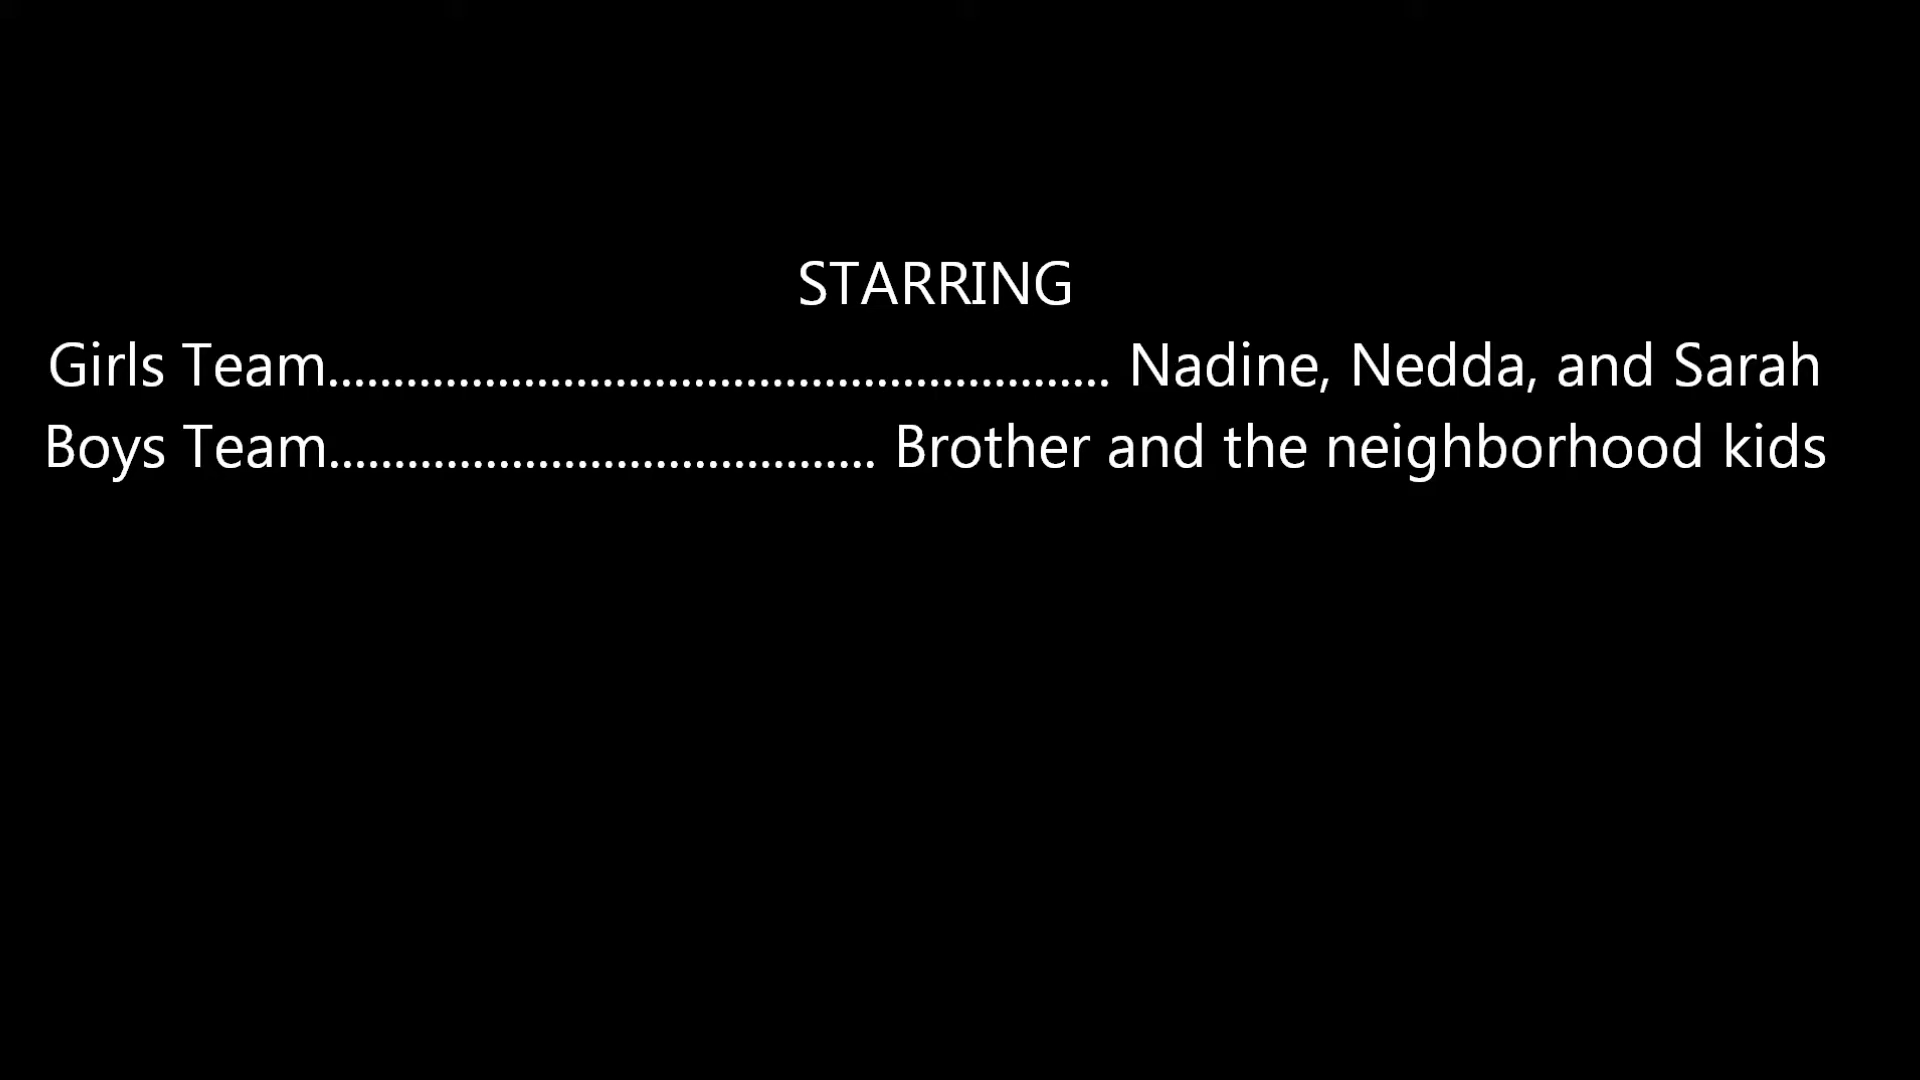 STARRING
Girls Team............................................................ Nadine, Nedda, and Sarah
Boys Team.......................................... Brother and the neighborhood kids